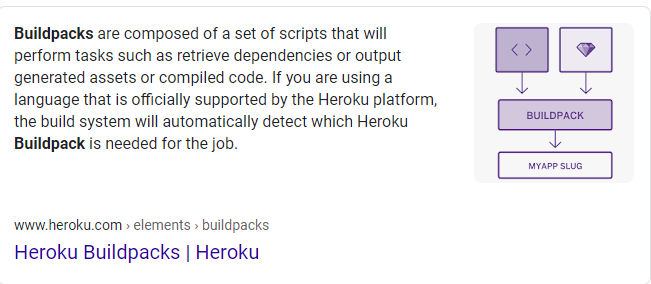 Buildpacks are composed of a set of scripts that will
perform tasks such as retrieve dependencies or output
generated assets or compiled code. If you are using a
language that is officially supported by the Heroku platform,
the build system will automatically detect which Heroku
Buildpack is needed for the job.
< >
BUILDPACK
MYAPP SLUG
www.heroku.com › elements › buildpacks
Heroku Buildpacks | Heroku